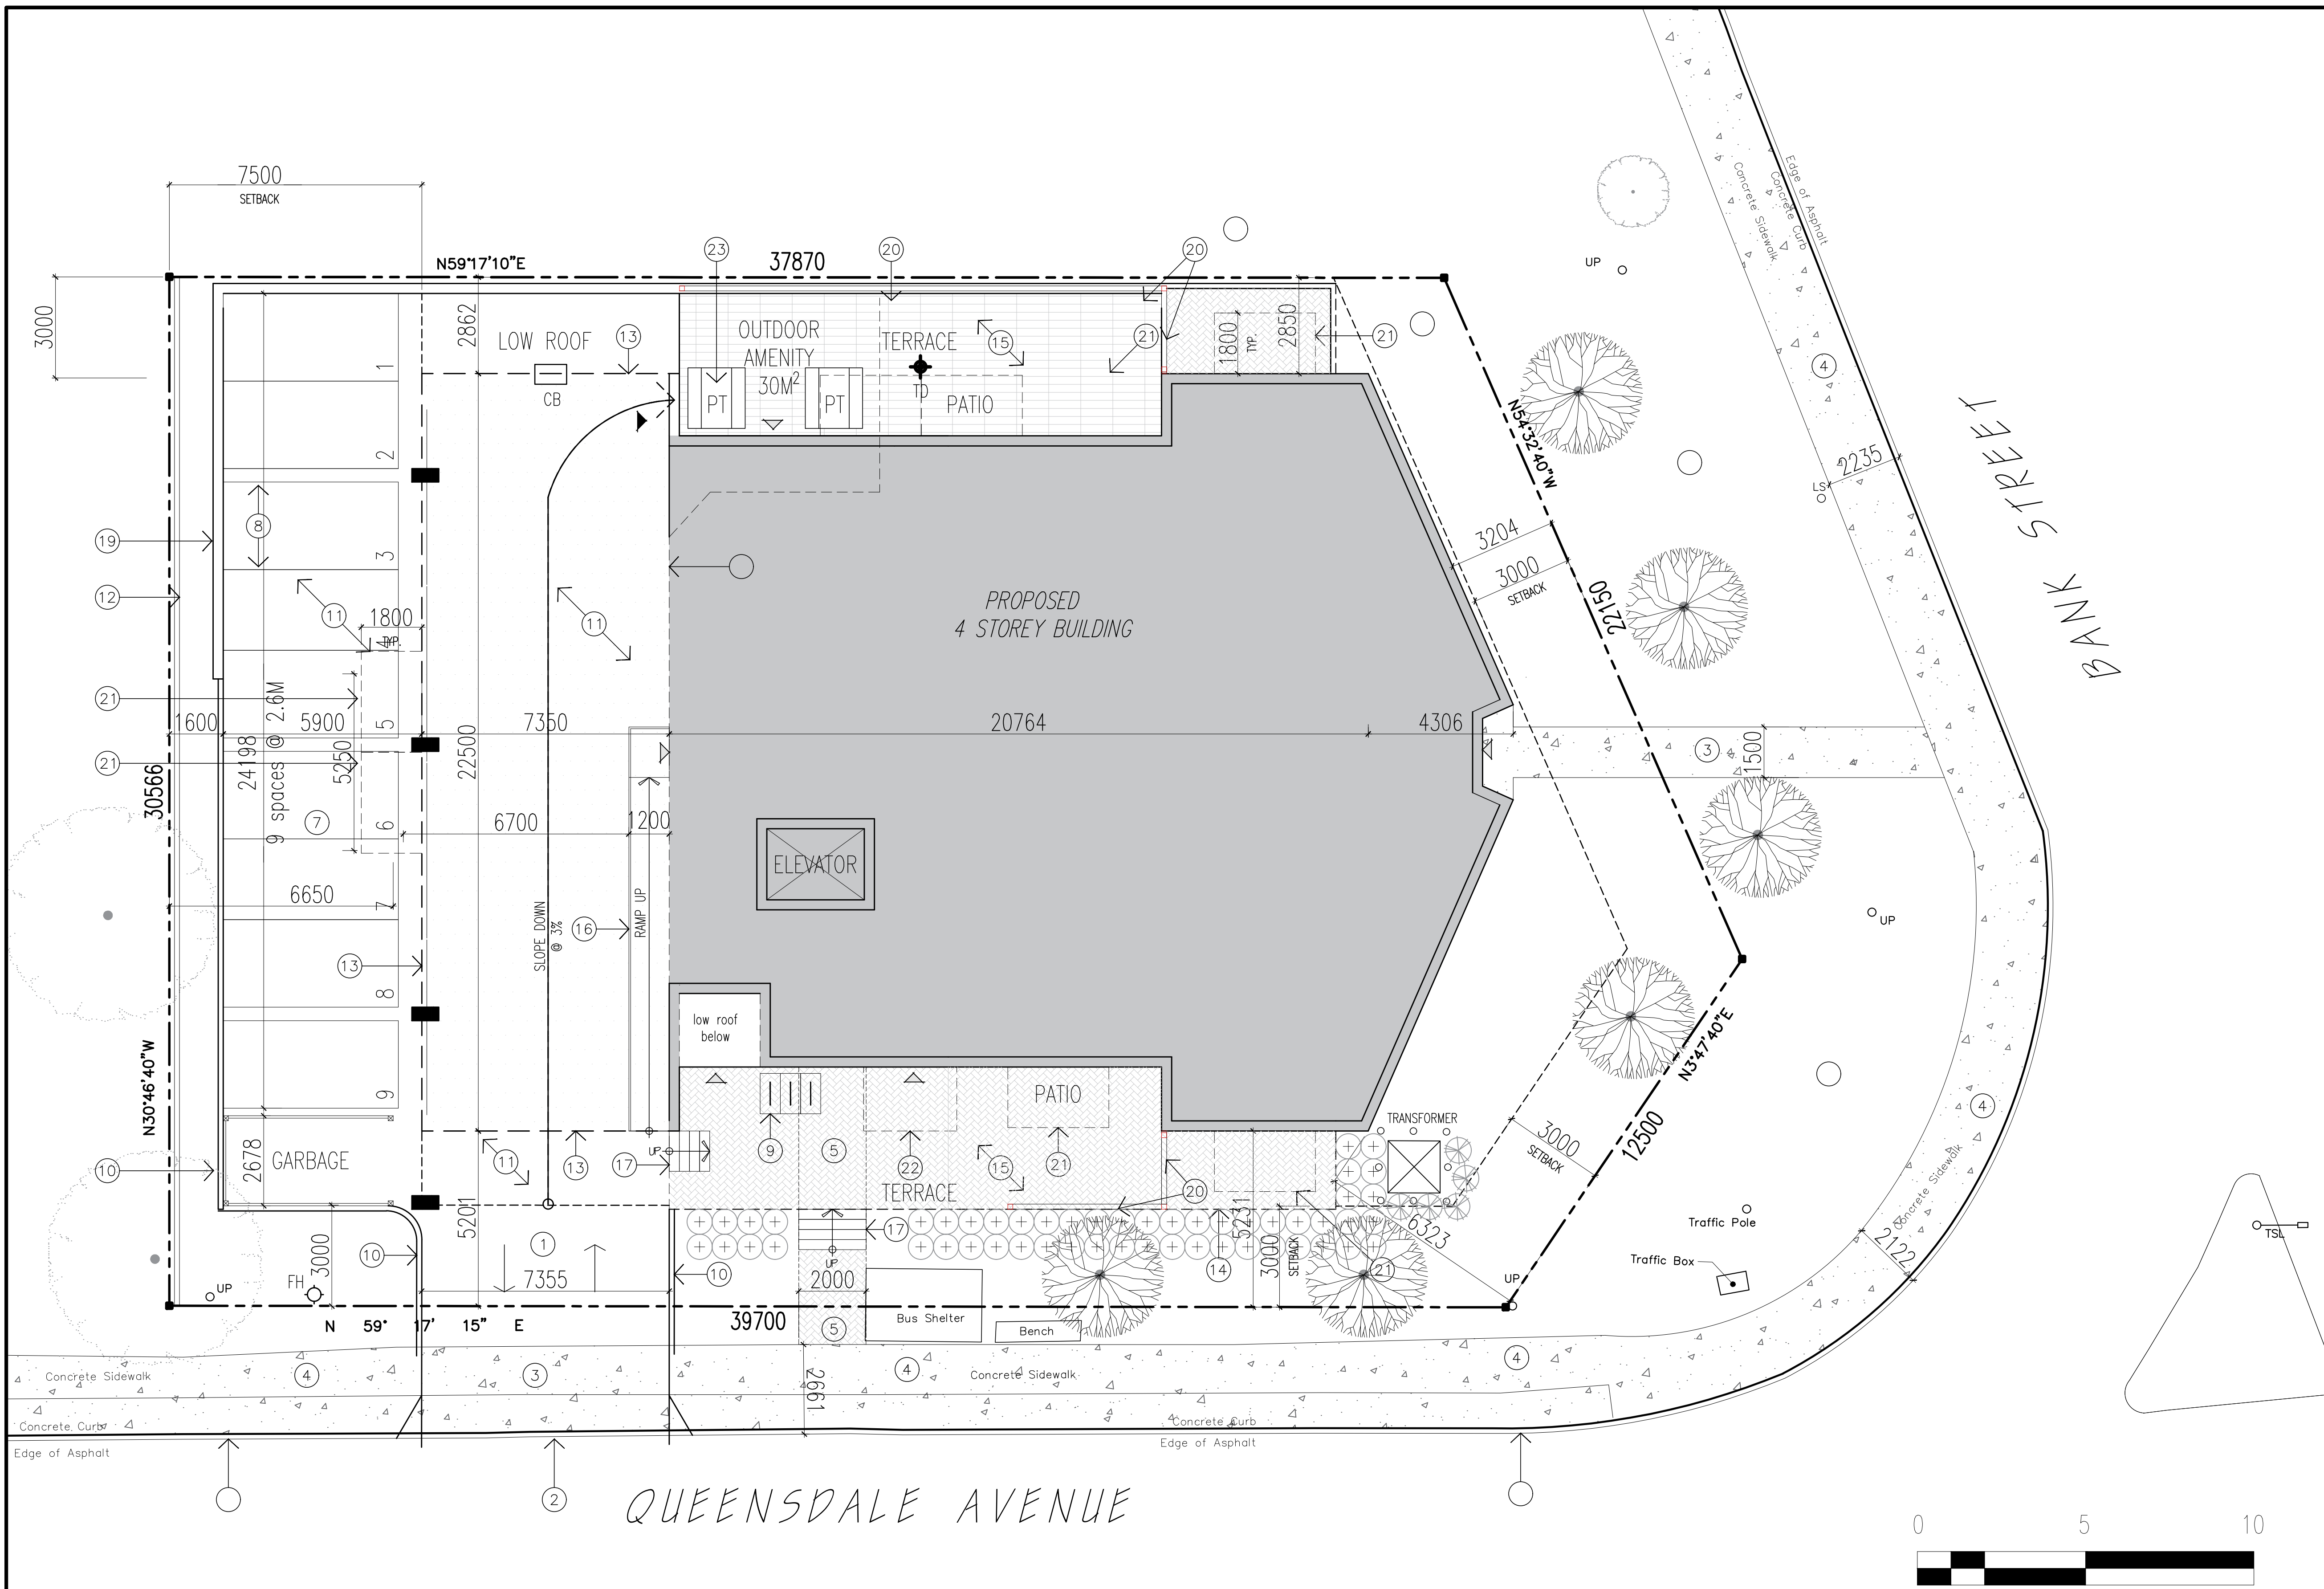 7500
SETBACK
N59°17'10"E
37870
23
20
20
3000
2862
LOW ROOF
13
CB
OUTDOOR
AMENITY
30M²
TERRACE
15
21
1800
TYP.
2850
21
PT
PT
TD
PATIO
UP
Edge of Asphalt
Concrete Curb
Concrete Sidewalk
4
BANK STREET
2235
LS
N54°32'40"W
3204
3000
SETBACK
22150
1
2
3
4
5
6
7
8
9
8
19
12
11
1800
TYP.
11
21
21
1600
5900
7350
20764
4306
24198
9 spaces @ 2.6M
5250
22500
30566
7
6700
1200
6650
13
16
RAMP UP
SLOPE DOWN
@ 3%
PROPOSED
4 STOREY BUILDING
ELEVATOR
3
1500
UP
low roof
below
N30°46'40"W
10
2678
GARBAGE
11
13
17
UP
9
5
22
15
21
PATIO
TERRACE
20
TRANSFORMER
3000
SETBACK
12500
N3°47'40"E
4
Concrete Sidewalk
2122
Traffic Pole
Traffic Box
TSL
5201
3000
10
1
7355
10
17
UP
2000
14
5231
3000
SETBACK
21
6323
UP
UP
FH
N 59° 17' 15" E
39700
5
Bus Shelter
Bench
Concrete Sidewalk
4
3
4
Concrete Sidewalk
4
2661
Concrete Curb
Edge of Asphalt
Concrete Curb
Edge of Asphalt
2
QUEENSDALE AVENUE
0 5 10